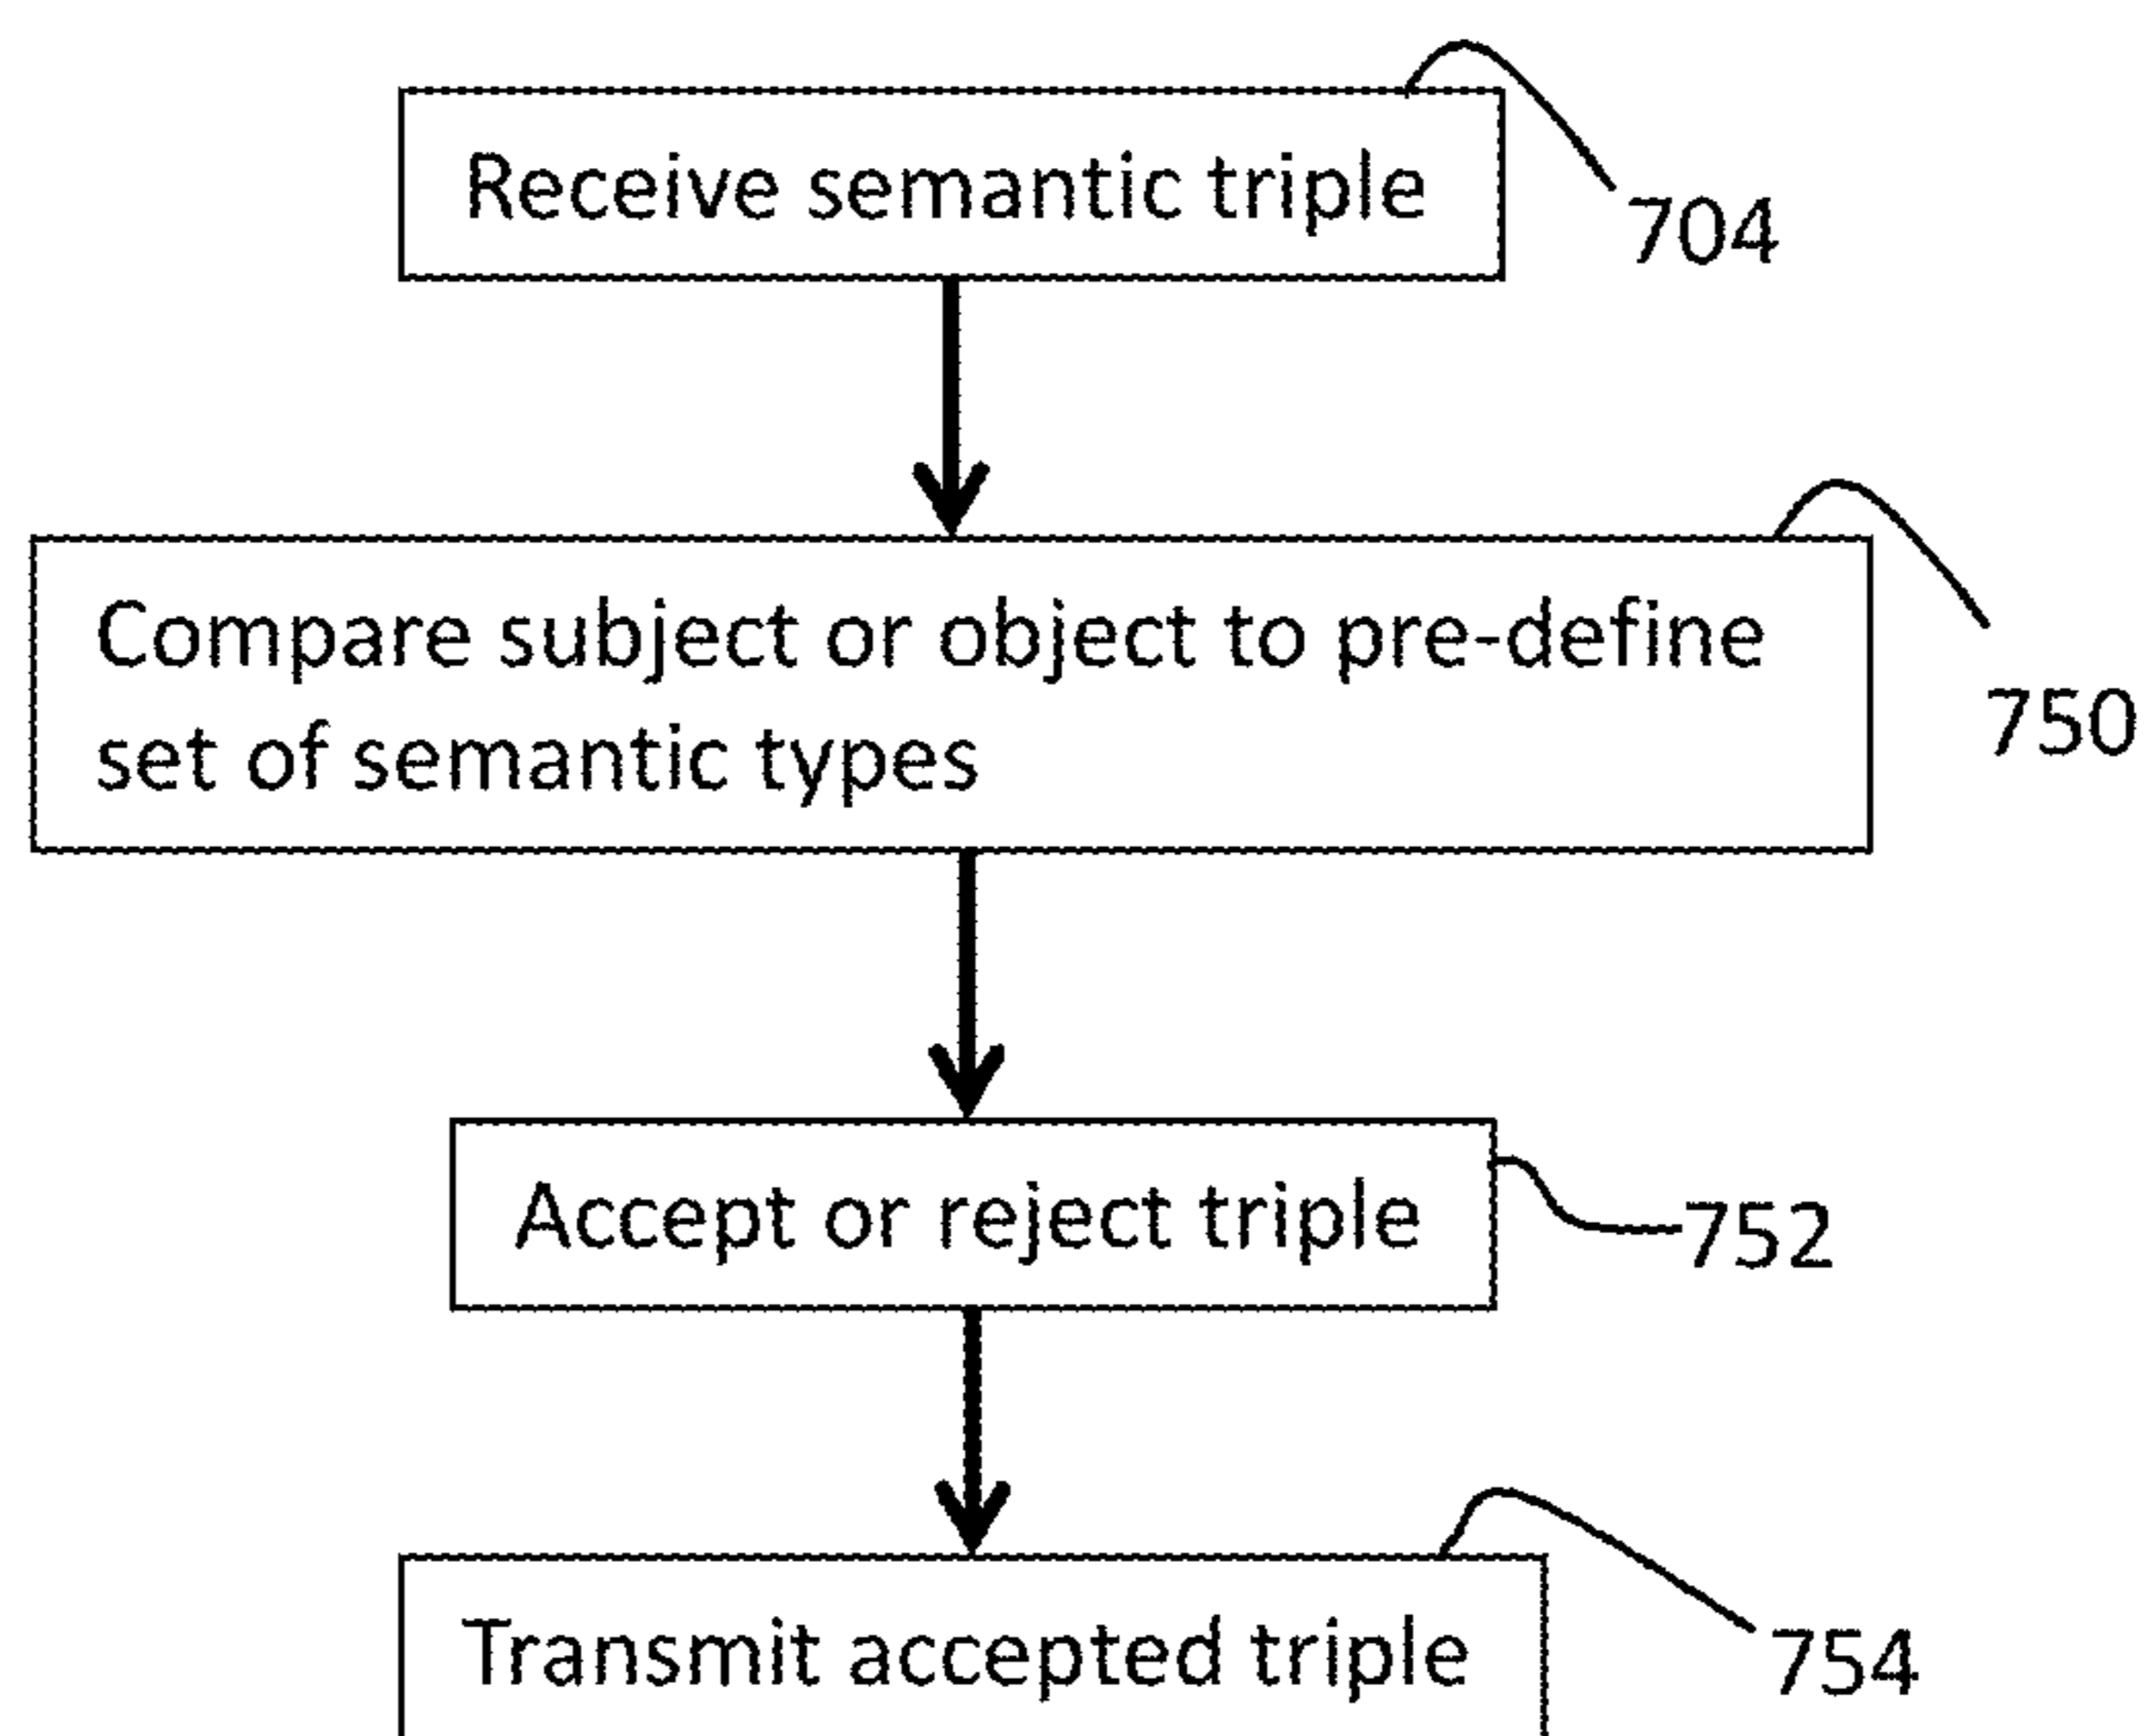 Receive semantic triple
704
Compare subject or object to pre-define
set of semantic types
750
Accept or reject triple
752
Transmit accepted triple
754